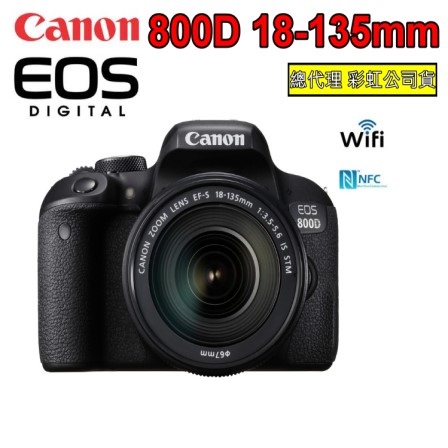 Canon 800D 18-135mm
EOS
DIGITAL
總代理 彩虹公司貨
Wifi
NFC
Canon
EOS
800D
CANON ZOOM LENS EF-S 18-135mm 1:3.5-5.6 IS STM
ø67mm